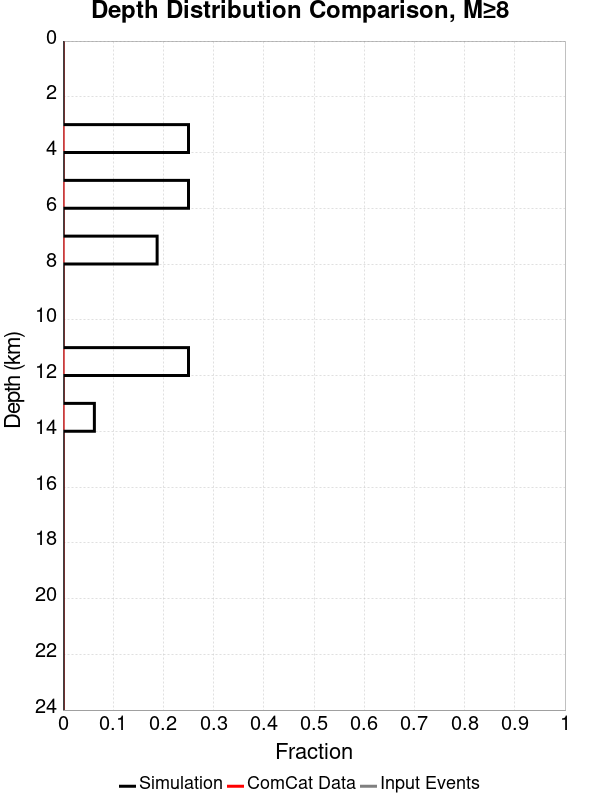 Depth Distribution Comparison, M≥8
0
2
4
6
8
10
12
14
16
18
20
22
24
Depth (km)
0 0.1 0.2 0.3 0.4 0.5 0.6 0.7 0.8 0.9 1
Fraction
Simulation ComCat Data Input Events